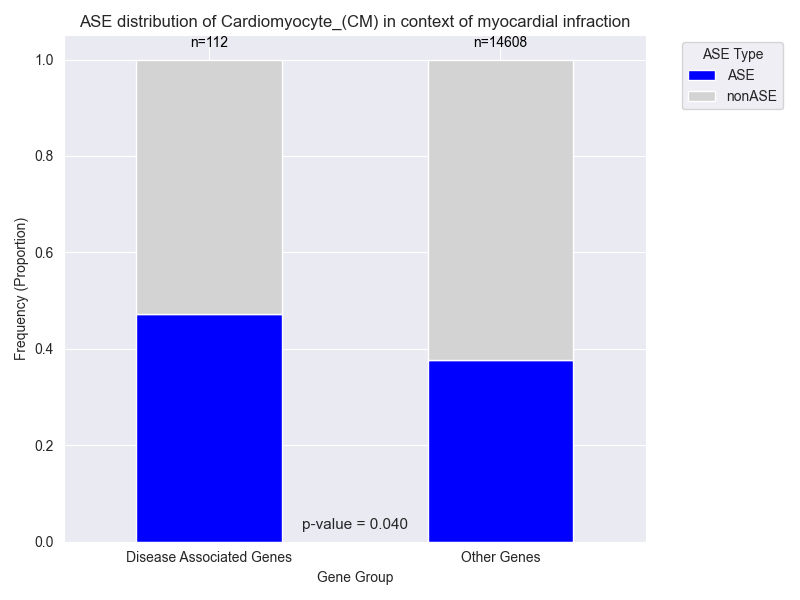 ASE distribution of Cardiomyocyte_(CM) in context of myocardial infraction
n=112
n=14608
ASE Type
ASE
nonASE
Frequency (Proportion)
1.0
0.8
0.6
0.4
0.2
0.0
p-value = 0.040
Disease Associated Genes
Other Genes
Gene Group